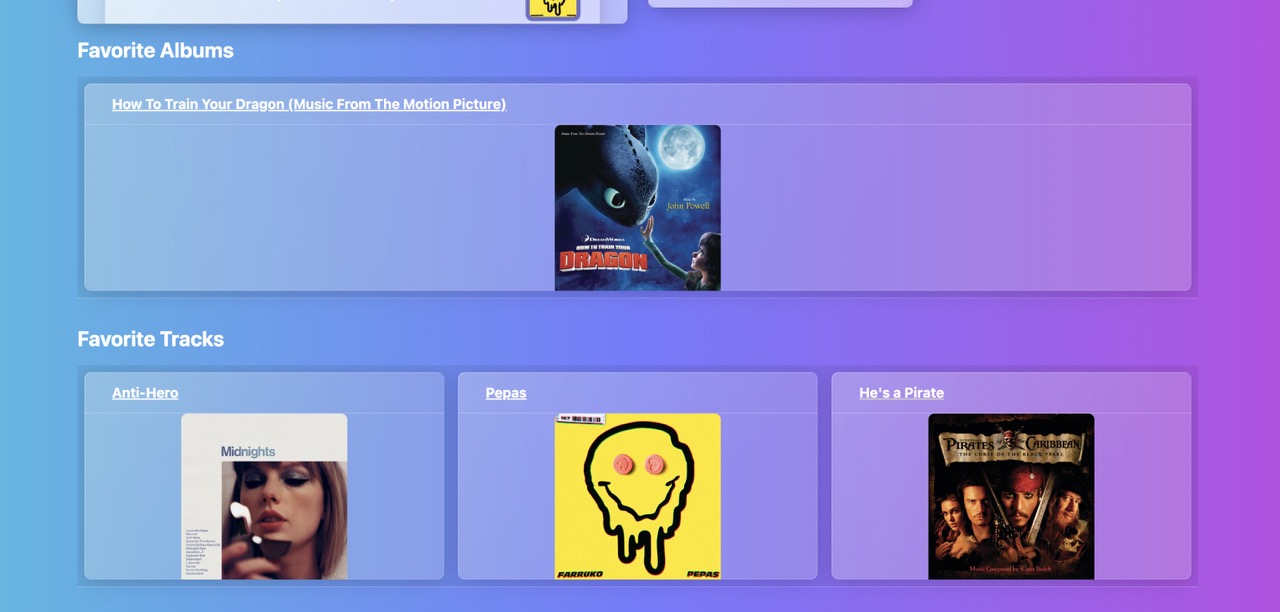 Favorite Albums
How To Train Your Dragon (Music From The Motion Picture)
Music From The Motion Picture
Music By
John Powell
DREAMWORKS
HOW TO TRAIN YOUR
DRAGON
Favorite Tracks
Anti-Hero
Pepas
He's a Pirate
Midnights
FARRUKO
PEPAS
PIRATES of the CARIBBEAN
THE CURSE OF THE BLACK PEARL
Music Composed by Klaus Badelt